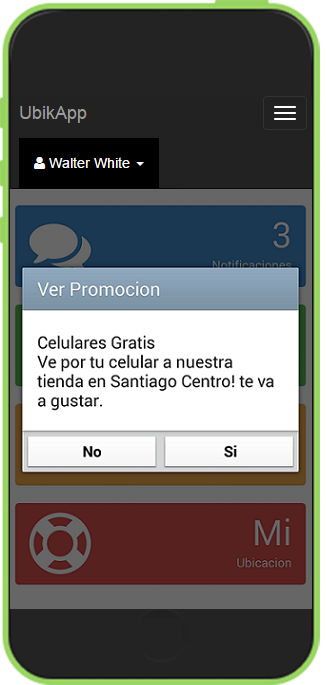 UbikApp
Walter White
3
Notificaciones
Ver Promocion
Celulares Gratis
Ve por tu celular a nuestra
tienda en Santiago Centro! te va
a gustar.
No
Si
Mi
Ubicacion